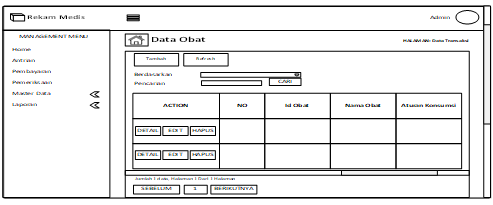 Rekam Medis
Admin
MANAGEMENT MENU
Home
Antrian
Pembayaran
Pemeriksaan
Master Data
Laporan
Data Obat
HALAMAN: Data Transaksi
Tambah Refresh
Berdasarkan
Pencarian CARI
ACTION NO Id Obat Nama Obat Aturan Konsumsi
DETAIL EDIT HAPUS
DETAIL EDIT HAPUS
Jumlah 1 data, Halaman 1 Dari 1 Halaman
SEBELUM 1 BERIKUTNYA